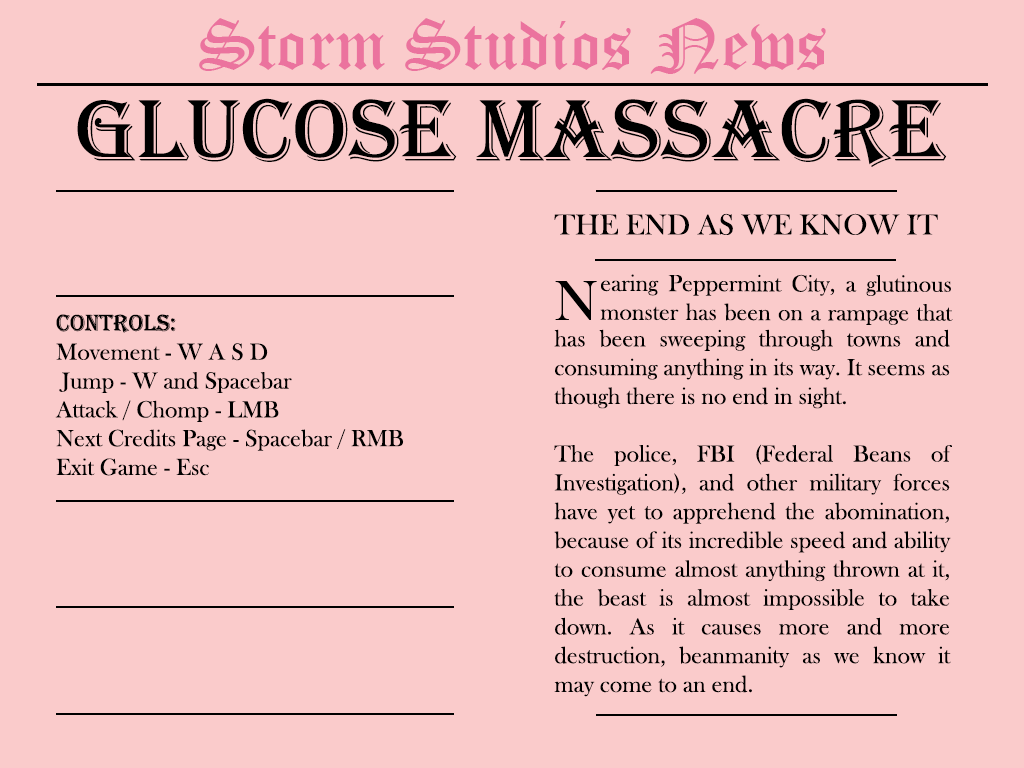 Storm Studios News
GLUCOSE MASSACRE
CONTROLS:
Movement - W A S D
Jump - W and Spacebar
Attack / Chomp - LMB
Next Credits Page - Spacebar / RMB
Exit Game - Esc
THE END AS WE KNOW IT
Nearing Peppermint City, a glutinous
monster has been on a rampage that
has been sweeping through towns and
consuming anything in its way. It seems as
though there is no end in sight.
The police, FBI (Federal Beans of
Investigation), and other military forces
have yet to apprehend the abomination,
because of its incredible speed and ability
to consume almost anything thrown at it,
the beast is almost impossible to take
down. As it causes more and more
destruction, beanmanity as we know it
may come to an end.